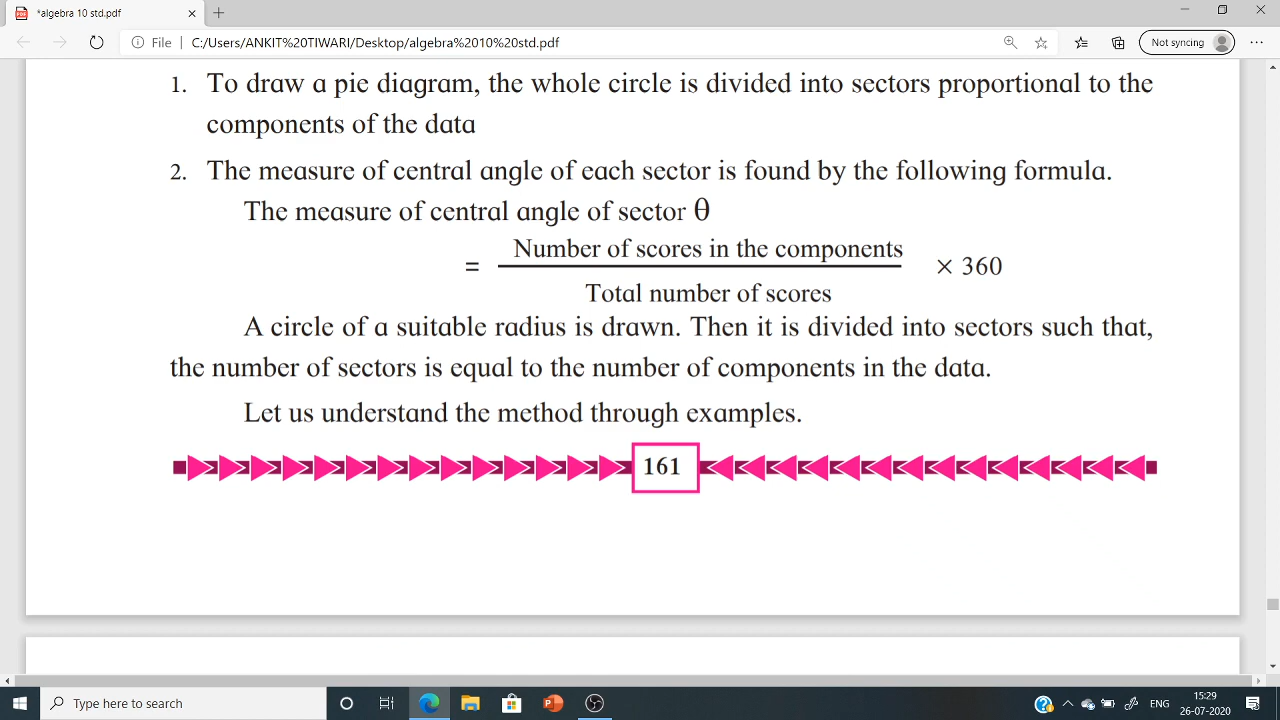 *algebra 10 std.pdf
File | C:/Users/ANKIT%20TIWARI/Desktop/algebra%2010%20std.pdf
Not syncing
1. To draw a pie diagram, the whole circle is divided into sectors proportional to the
components of the data
2. The measure of central angle of each sector is found by the following formula.
The measure of central angle of sector θ
Number of scores in the components
= × 360
Total number of scores
A circle of a suitable radius is drawn. Then it is divided into sectors such that,
the number of sectors is equal to the number of components in the data.
Let us understand the method through examples.
161
Type here to search
ENG
15:29
26-07-2020